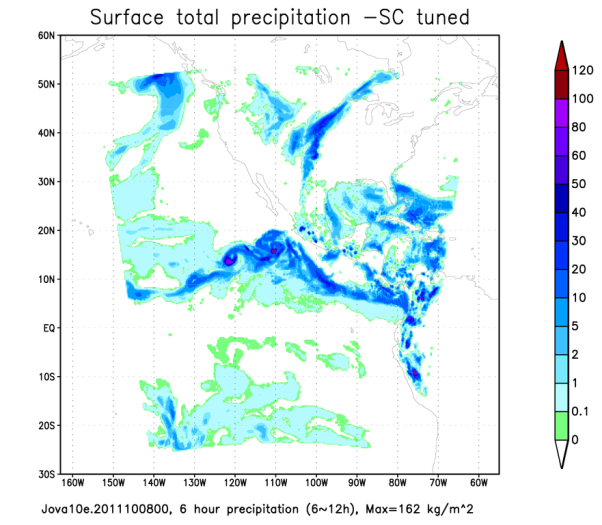 Surface total precipitation -SC tuned
60N
50N
40N
30N
20N
10N
EQ
10S
20S
30S
160W 150W 140W 130W 120W 110W 100W 90W 80W 70W 60W
120
100
80
60
50
40
30
20
10
5
2
1
0.1
0
Jova10e.2011100800, 6 hour precipitation (6~12h), Max=162 kg/m^2